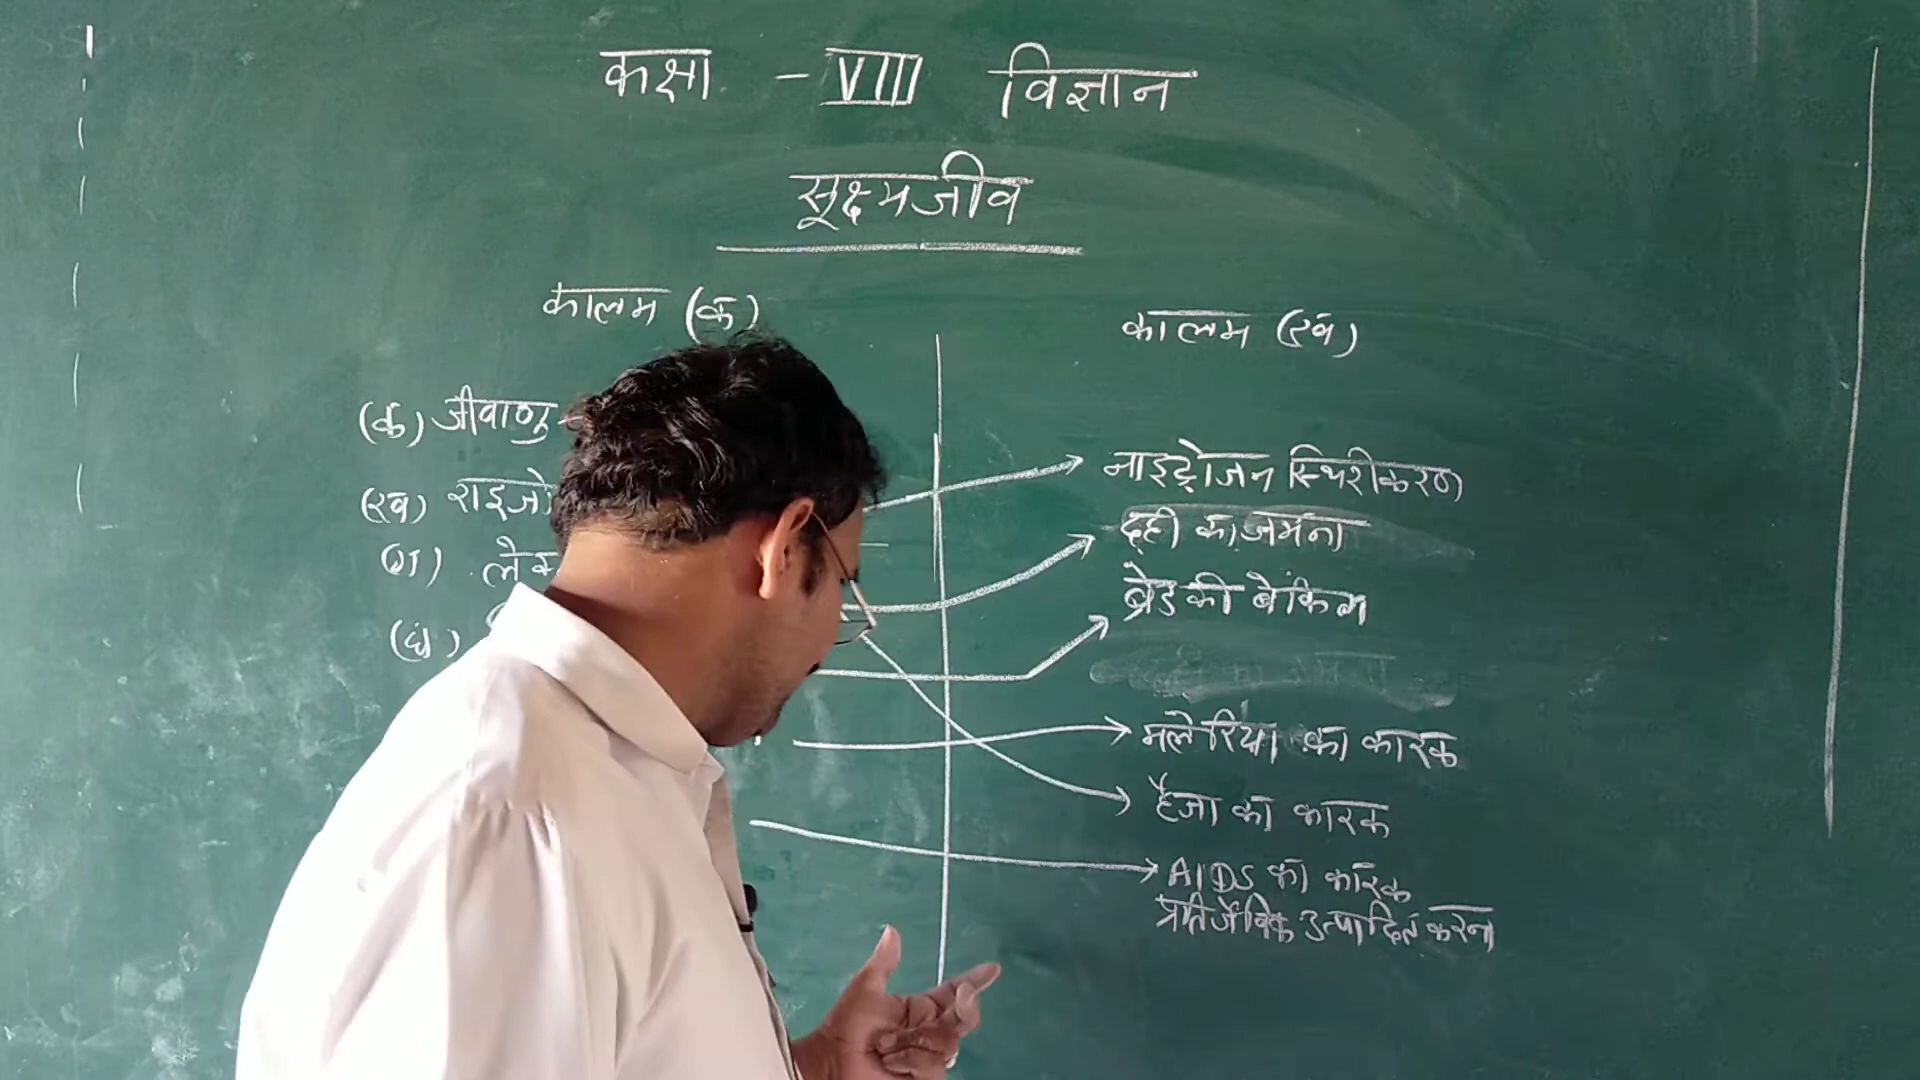 कक्षा - VIII विज्ञान
सूक्ष्मजीव
कालम (क)
कालम (ख)
(क) जीवाणु
(ख) राइजो
(ग)
(घ)
नाइट्रोजन स्थिरीकरण
दही का जमना
ब्रेड की बेकिंग
मलेरिया का कारक
हैजा का कारक
AIDS का कारक
प्रतिजैविक उत्पादित करना